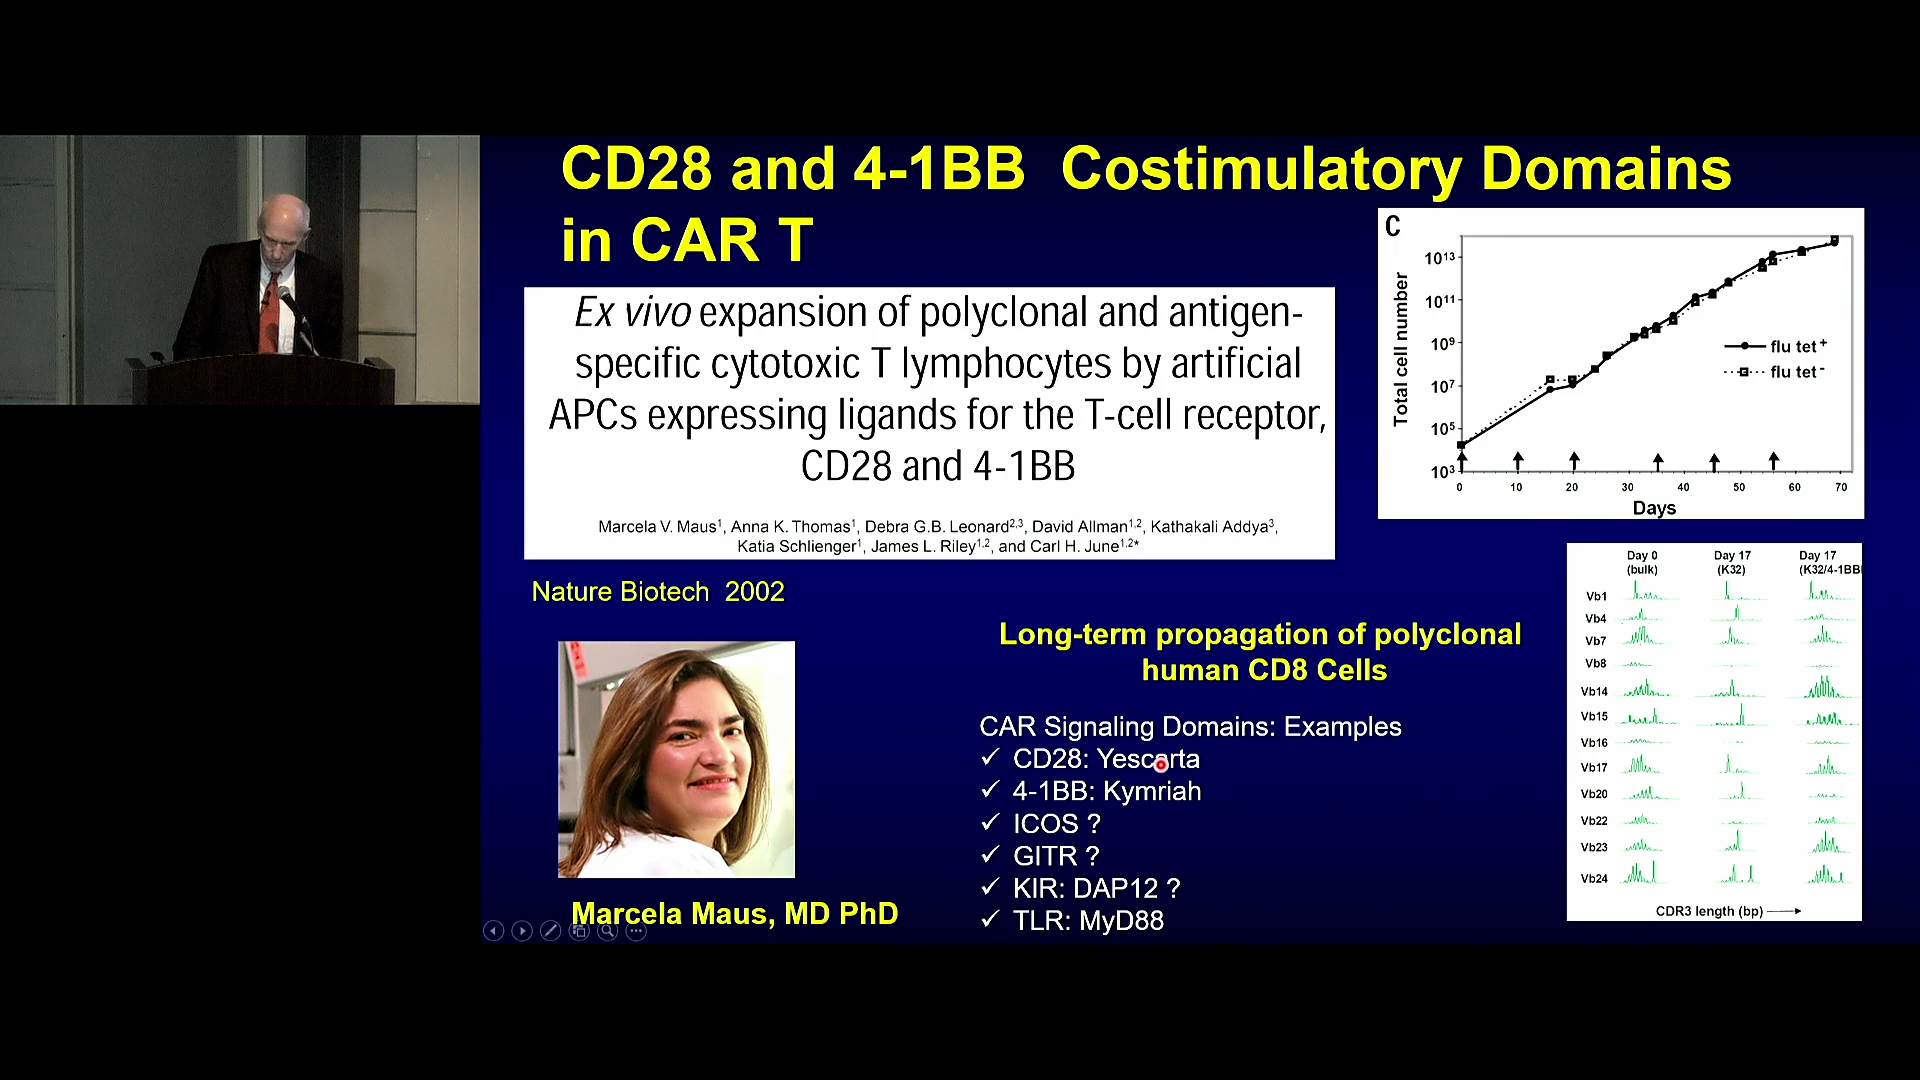 CD28 and 4-1BB Costimulatory Domains
in CAR T
Ex vivo expansion of polyclonal and antigen-
specific cytotoxic T lymphocytes by artificial
APCs expressing ligands for the T-cell receptor,
CD28 and 4-1BB
Marcela V. Maus1, Anna K. Thomas1, Debra G.B. Leonard2,3, David Allman1,2, Kathakali Addya3,
Katia Schlienger1, James L. Riley1,2, and Carl H. June1,2*
Nature Biotech 2002
Marcela Maus, MD PhD
C
Total cell number
10^13
10^11
10^9
10^7
10^5
10^3
flu tet+
flu tet-
0 10 20 30 40 50 60 70
Days
Long-term propagation of polyclonal
human CD8 Cells
CAR Signaling Domains: Examples
✓ CD28: Yescarta
✓ 4-1BB: Kymriah
✓ ICOS ?
✓ GITR ?
✓ KIR: DAP12 ?
✓ TLR: MyD88
Day 0 Day 17 Day 17
(bulk) (K32) (K32/4-1BB
Vb1
Vb4
Vb7
Vb8
Vb14
Vb15
Vb16
Vb17
Vb20
Vb22
Vb23
Vb24
CDR3 length (bp)